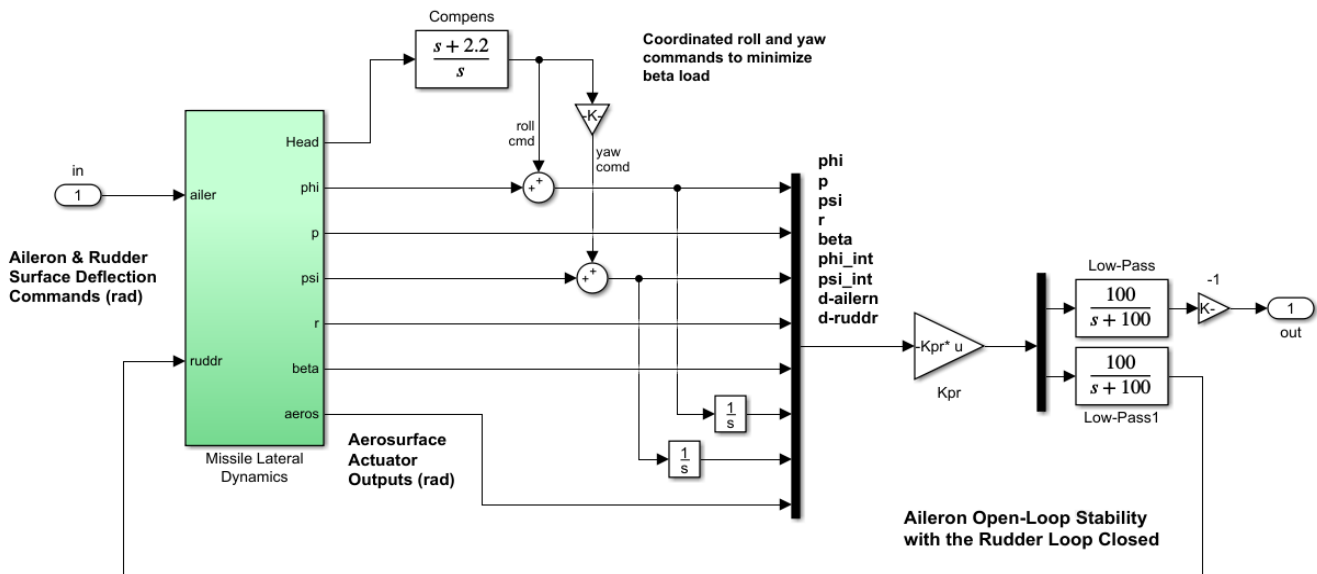 Compens
s + 2.2
s
Coordinated roll and yaw
commands to minimize
beta load
-K-
roll
cmd
yaw
comd
in
1
ailer
ruddr
Head
phi
p
psi
r
beta
aeros
Missile Lateral
Dynamics
Aileron & Rudder
Surface Deflection
Commands (rad)
+
+
+
+
phi
p
psi
r
beta
phi_int
psi_int
d-ailern
d-ruddr
1
s
1
s
Aerosurface
Actuator
Outputs (rad)
-Kpr* u
Kpr
Low-Pass
100
s + 100
100
s + 100
Low-Pass1
-1
K-
1
out
Aileron Open-Loop Stability
with the Rudder Loop Closed